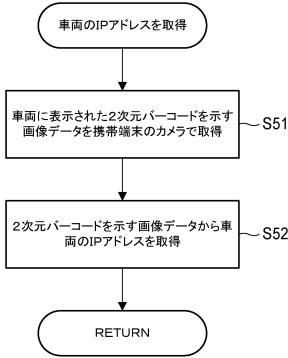 車両のIPアドレスを取得
車両に表示された2次元バーコードを示す
画像データを携帯端末のカメラで取得
S51
2次元バーコードを示す画像データから車
両のIPアドレスを取得
S52
RETURN